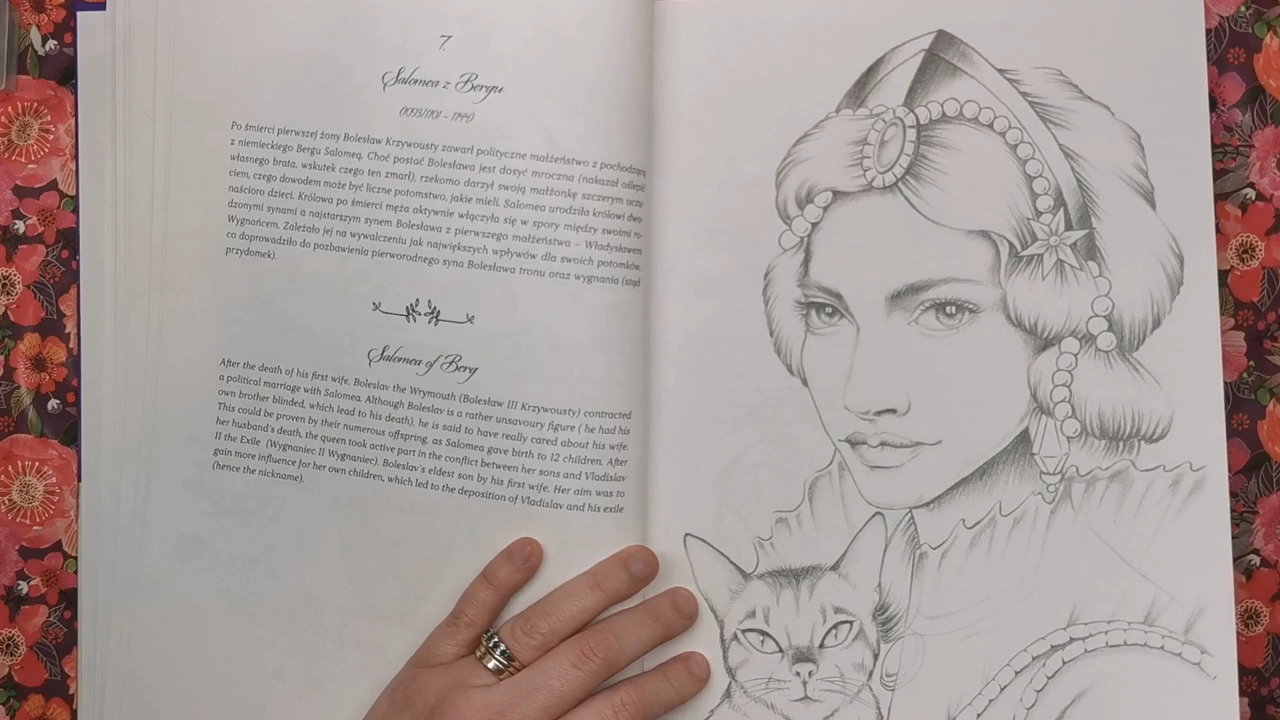 7.
Salomea z Bergu
(1093/1101 – 1144)
Po śmierci pierwszej żony Bolesław Krzywousty zawarł polityczne małżeństwo z pochodzącą
z niemieckiego Bergu Salomeą. Choć postać Bolesława jest dosyć mroczna (nakazał oślepić
własnego brata, wskutek czego ten zmarł), rzekomo darzył swoją małżonkę szczerym uczu-
ciem, czego dowodem może być liczne potomstwo, jakie mieli. Salomea urodziła królowi dwa-
naścioro dzieci. Królowa po śmierci męża aktywnie włączyła się w spory między swoimi ro-
dzonymi synami a najstarszym synem Bolesława z pierwszego małżeństwa – Władysławem
Wygnańcem. Zależało jej na wywalczeniu jak największych wpływów dla swoich potomków,
co doprowadziło do pozbawienia pierworodnego syna Bolesława tronu oraz wygnania (stąd
przydomek).
Salomea of Berg
After the death of his first wife, Boleslav the Wrymouth (Bolesław III Krzywousty) contracted
a political marriage with Salomea. Although Boleslav is a rather unsavoury figure ( he had his
own brother blinded, which lead to his death), he is said to have really cared about his wife.
This could be proven by their numerous offspring, as Salomea gave birth to 12 children. After
her husband's death, the queen took active part in the conflict between her sons and Vladislav
II the Exile (Wygnaniec II Wygnaniec), Boleslav's eldest son by his first wife. Her aim was to
gain more influence for her own children, which led to the deposition of Vladislav and his exile
(hence the nickname).